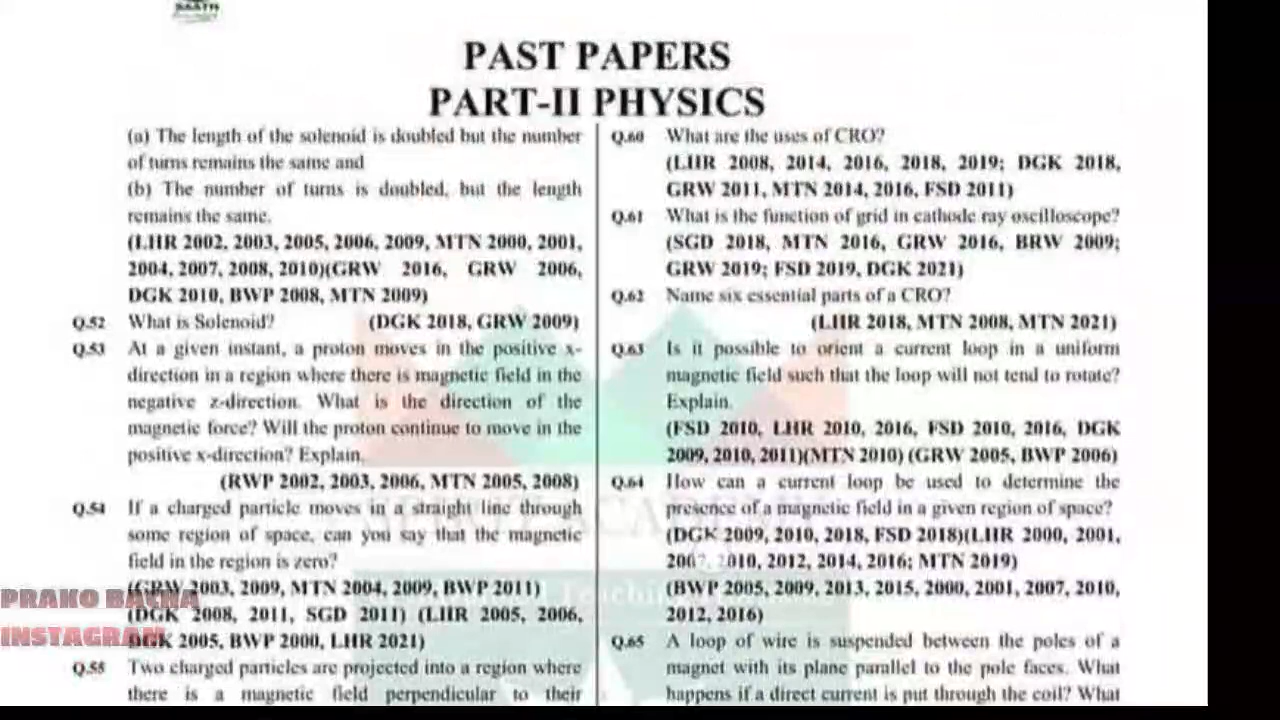 PAST PAPERS
PART-II PHYSICS
(a) The length of the solenoid is doubled but the number
of turns remains the same and
(b) The number of turns is doubled, but the length
remains the same.
(LHR 2002, 2003, 2005, 2006, 2009, MTN 2000, 2001,
2004, 2007, 2008, 2010)(GRW 2016, GRW 2006,
DGK 2010, BWP 2008, MTN 2009)
Q.52 What is Solenoid? (DGK 2018, GRW 2009)
Q.53 At a given instant, a proton moves in the positive x-
direction in a region where there is magnetic field in the
negative z-direction. What is the direction of the
magnetic force? Will the proton continue to move in the
positive x-direction? Explain.
(RWP 2002, 2003, 2006, MTN 2005, 2008)
Q.54 If a charged particle moves in a straight line through
some region of space, can you say that the magnetic
field in the region is zero?
(GRW 2003, 2009, MTN 2004, 2009, BWP 2011)
(DGK 2008, 2011, SGD 2011) (LHR 2005, 2006,
DGK 2005, BWP 2000, LHR 2021)
Q.55 Two charged particles are projected into a region where
there is a magnetic field perpendicular to their
Q.60 What are the uses of CRO?
(LHR 2008, 2014, 2016, 2018, 2019; DGK 2018,
GRW 2011, MTN 2014, 2016, FSD 2011)
Q.61 What is the function of grid in cathode ray oscilloscope?
(SGD 2018, MTN 2016, GRW 2016, BRW 2009;
GRW 2019; FSD 2019, DGK 2021)
Q.62 Name six essential parts of a CRO?
(LHR 2018, MTN 2008, MTN 2021)
Q.63 Is it possible to orient a current loop in a uniform
magnetic field such that the loop will not tend to rotate?
Explain.
(FSD 2010, LHR 2010, 2016, FSD 2010, 2016, DGK
2009, 2010, 2011)(MTN 2010) (GRW 2005, BWP 2006)
Q.64 How can a current loop be used to determine the
presence of a magnetic field in a given region of space?
(DGK 2009, 2010, 2018, FSD 2018)(LHR 2000, 2001,
2007, 2010, 2012, 2014, 2016; MTN 2019)
(BWP 2005, 2009, 2013, 2015, 2000, 2001, 2007, 2010,
2012, 2016)
Q.65 A loop of wire is suspended between the poles of a
magnet with its plane parallel to the pole faces. What
happens if a direct current is put through the coil? What
PRAKO BAENA
INSTAGRAM